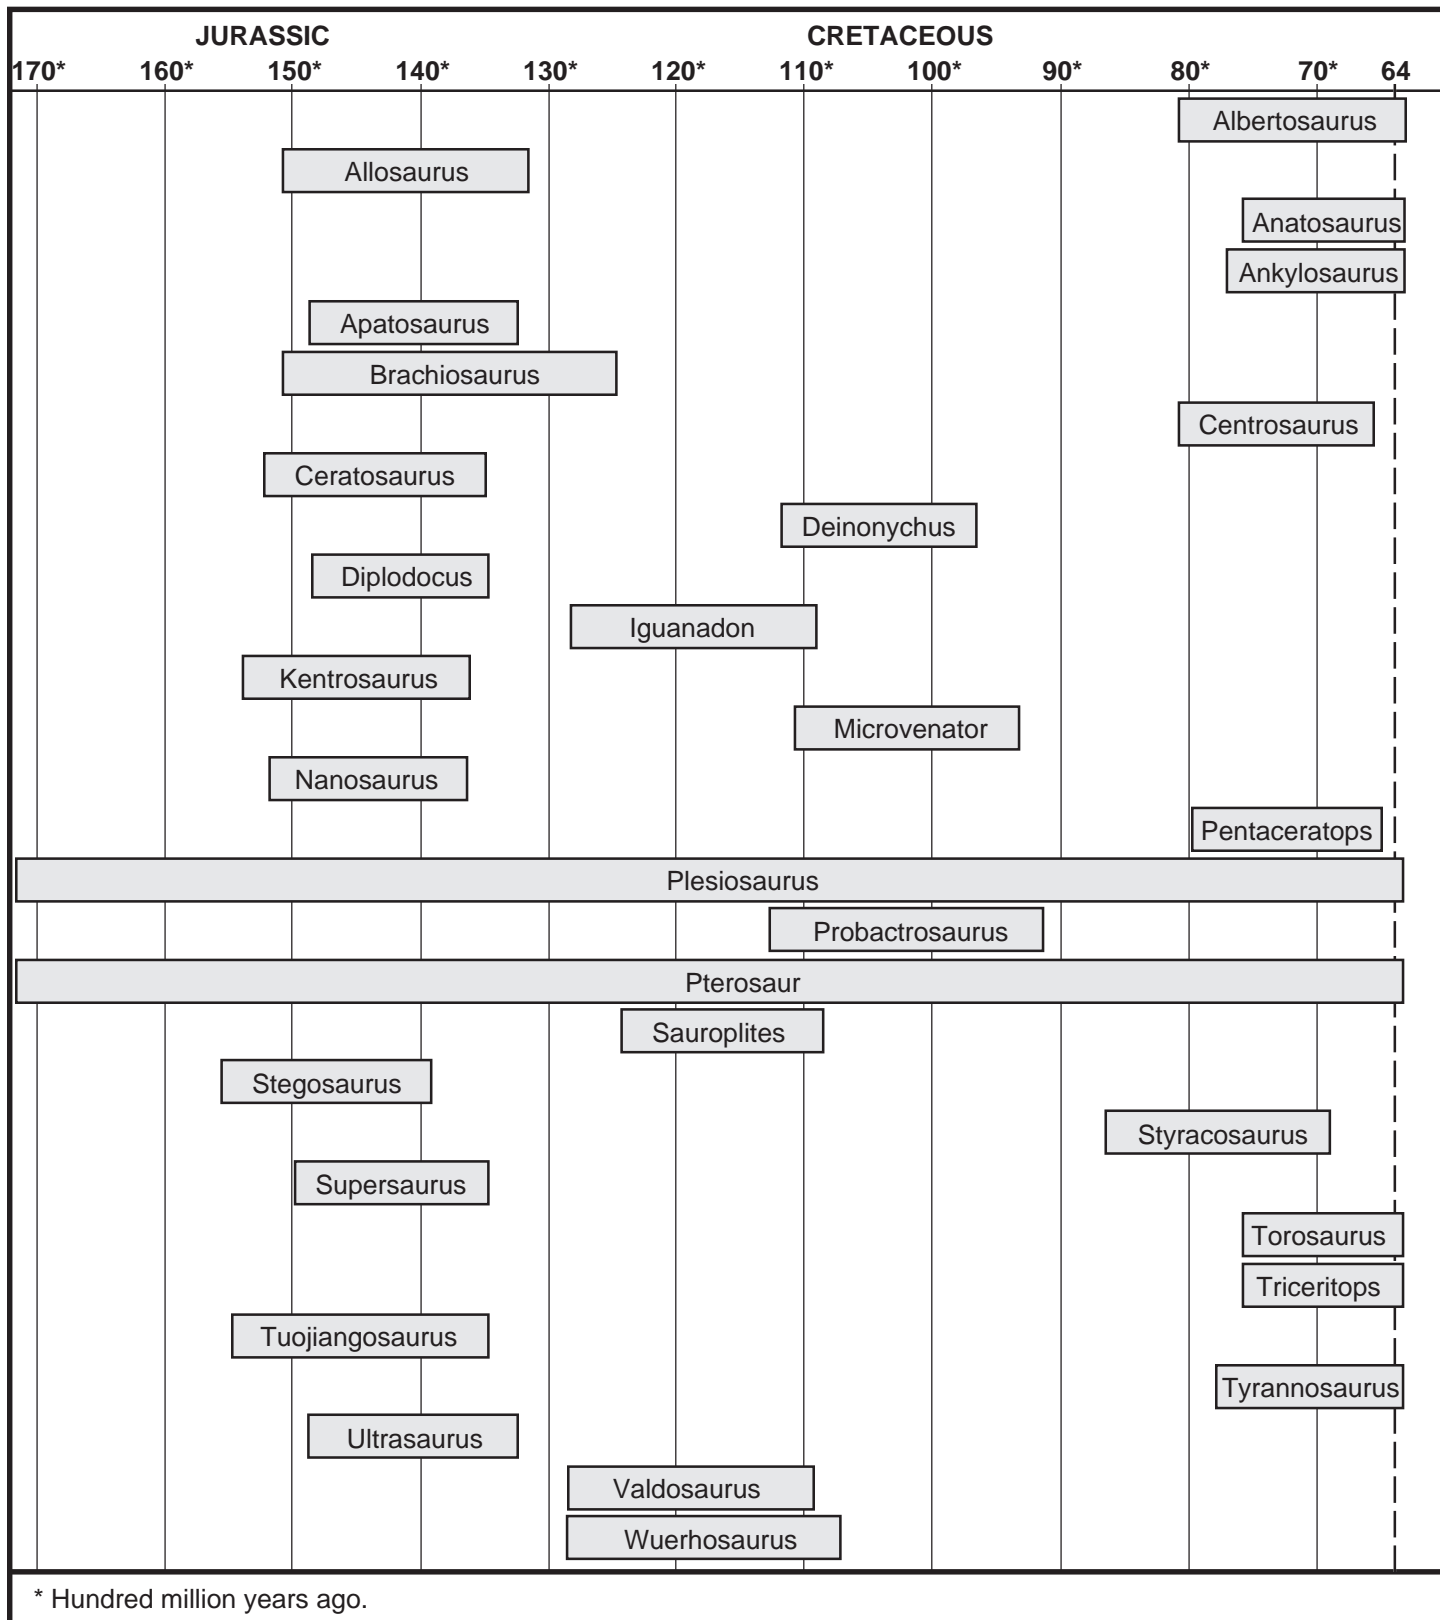 JURASSIC CRETACEOUS
170* 160* 150* 140* 130* 120* 110* 100* 90* 80* 70* 64
Albertosaurus
Allosaurus
Anatosaurus
Ankylosaurus
Apatosaurus
Brachiosaurus
Centrosaurus
Ceratosaurus
Deinonychus
Diplodocus
Iguanadon
Kentrosaurus
Microvenator
Nanosaurus
Pentaceratops
Plesiosaurus
Probactrosaurus
Pterosaur
Sauroplites
Stegosaurus
Styracosaurus
Supersaurus
Torosaurus
Triceritops
Tuojiangosaurus
Tyrannosaurus
Ultrasaurus
Valdosaurus
Wuerhosaurus
* Hundred million years ago.